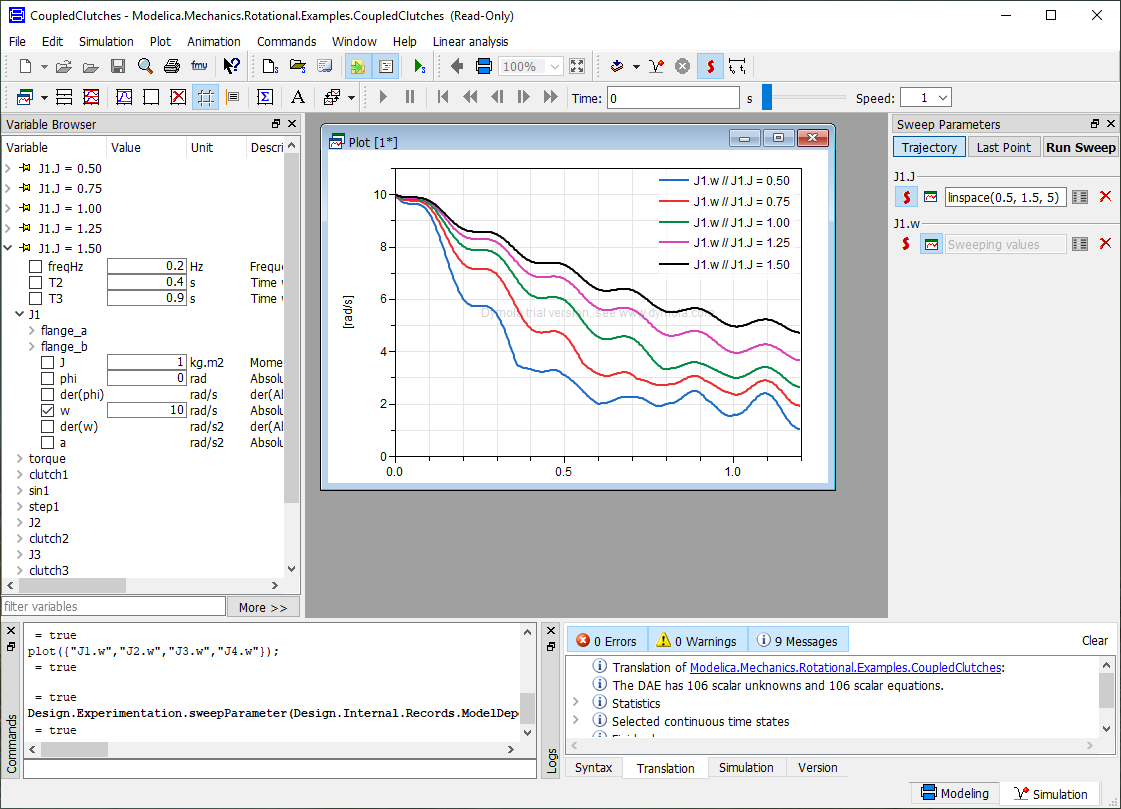 CoupledClutches - Modelica.Mechanics.Rotational.Examples.CoupledClutches (Read-Only)
File Edit Simulation Plot Animation Commands Window Help Linear analysis
fmu 100%
Time: 0 s Speed: 1
Variable Browser
Variable Value Unit Descri
J1.J = 0.50
J1.J = 0.75
J1.J = 1.00
J1.J = 1.25
J1.J = 1.50
freqHz 0.2 Hz Freque
T2 0.4 s Time
T3 0.9 s Time
J1
flange_a
flange_b
J 1 kg.m2 Mome
phi 0 rad Absolu
der(phi) rad/s der(Al
w 10 rad/s Absolu
der(w) rad/s2 der(Al
a rad/s2 Absolu
torque
clutch1
sin1
step1
J2
clutch2
J3
clutch3
filter variables More >>
Plot [1*]
J1.w // J1.J = 0.50
J1.w // J1.J = 0.75
J1.w // J1.J = 1.00
J1.w // J1.J = 1.25
J1.w // J1.J = 1.50
10
8
6
4
2
0
[rad/s]
Dymola trial version, see www.dymola
0.0 0.5 1.0
Sweep Parameters
Trajectory Last Point Run Sweep
J1.J
linspace(0.5, 1.5, 5)
J1.w
Sweeping values
= true
plot({"J1.w","J2.w","J3.w","J4.w"});
= true
= true
Design.Experimentation.sweepParameter(Design.Internal.Records.ModelDepe
= true
Commands
0 Errors 0 Warnings 9 Messages Clear
Translation of Modelica.Mechanics.Rotational.Examples.CoupledClutches:
The DAE has 106 scalar unknowns and 106 scalar equations.
Statistics
Selected continuous time states
Logs
Syntax Translation Simulation Version
Modeling Simulation